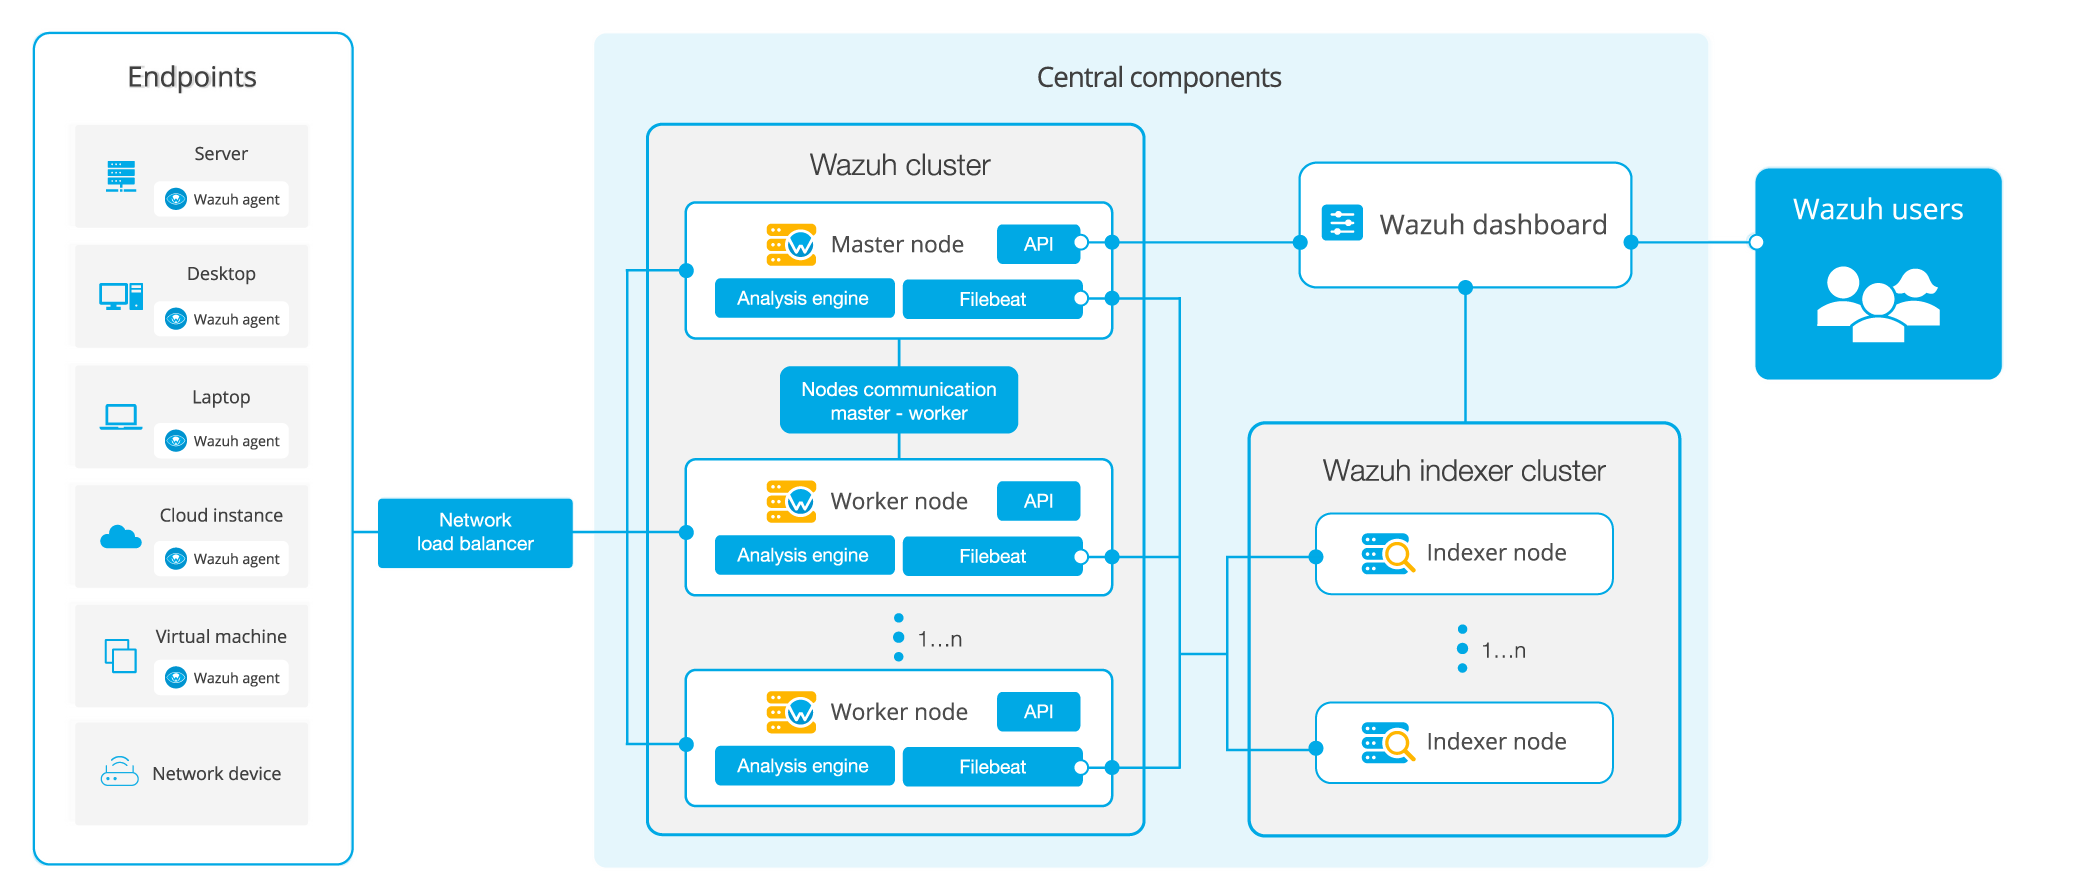 Endpoints
Server
Wazuh agent
Desktop
Wazuh agent
Laptop
Wazuh agent
Cloud instance
Wazuh agent
Virtual machine
Wazuh agent
Network device
Network
load balancer
Central components
Wazuh cluster
Master node
API
Analysis engine
Filebeat
Nodes communication
master - worker
Worker node
API
Analysis engine
Filebeat
1...n
Worker node
API
Analysis engine
Filebeat
Wazuh dashboard
Wazuh indexer cluster
Indexer node
1...n
Indexer node
Wazuh users